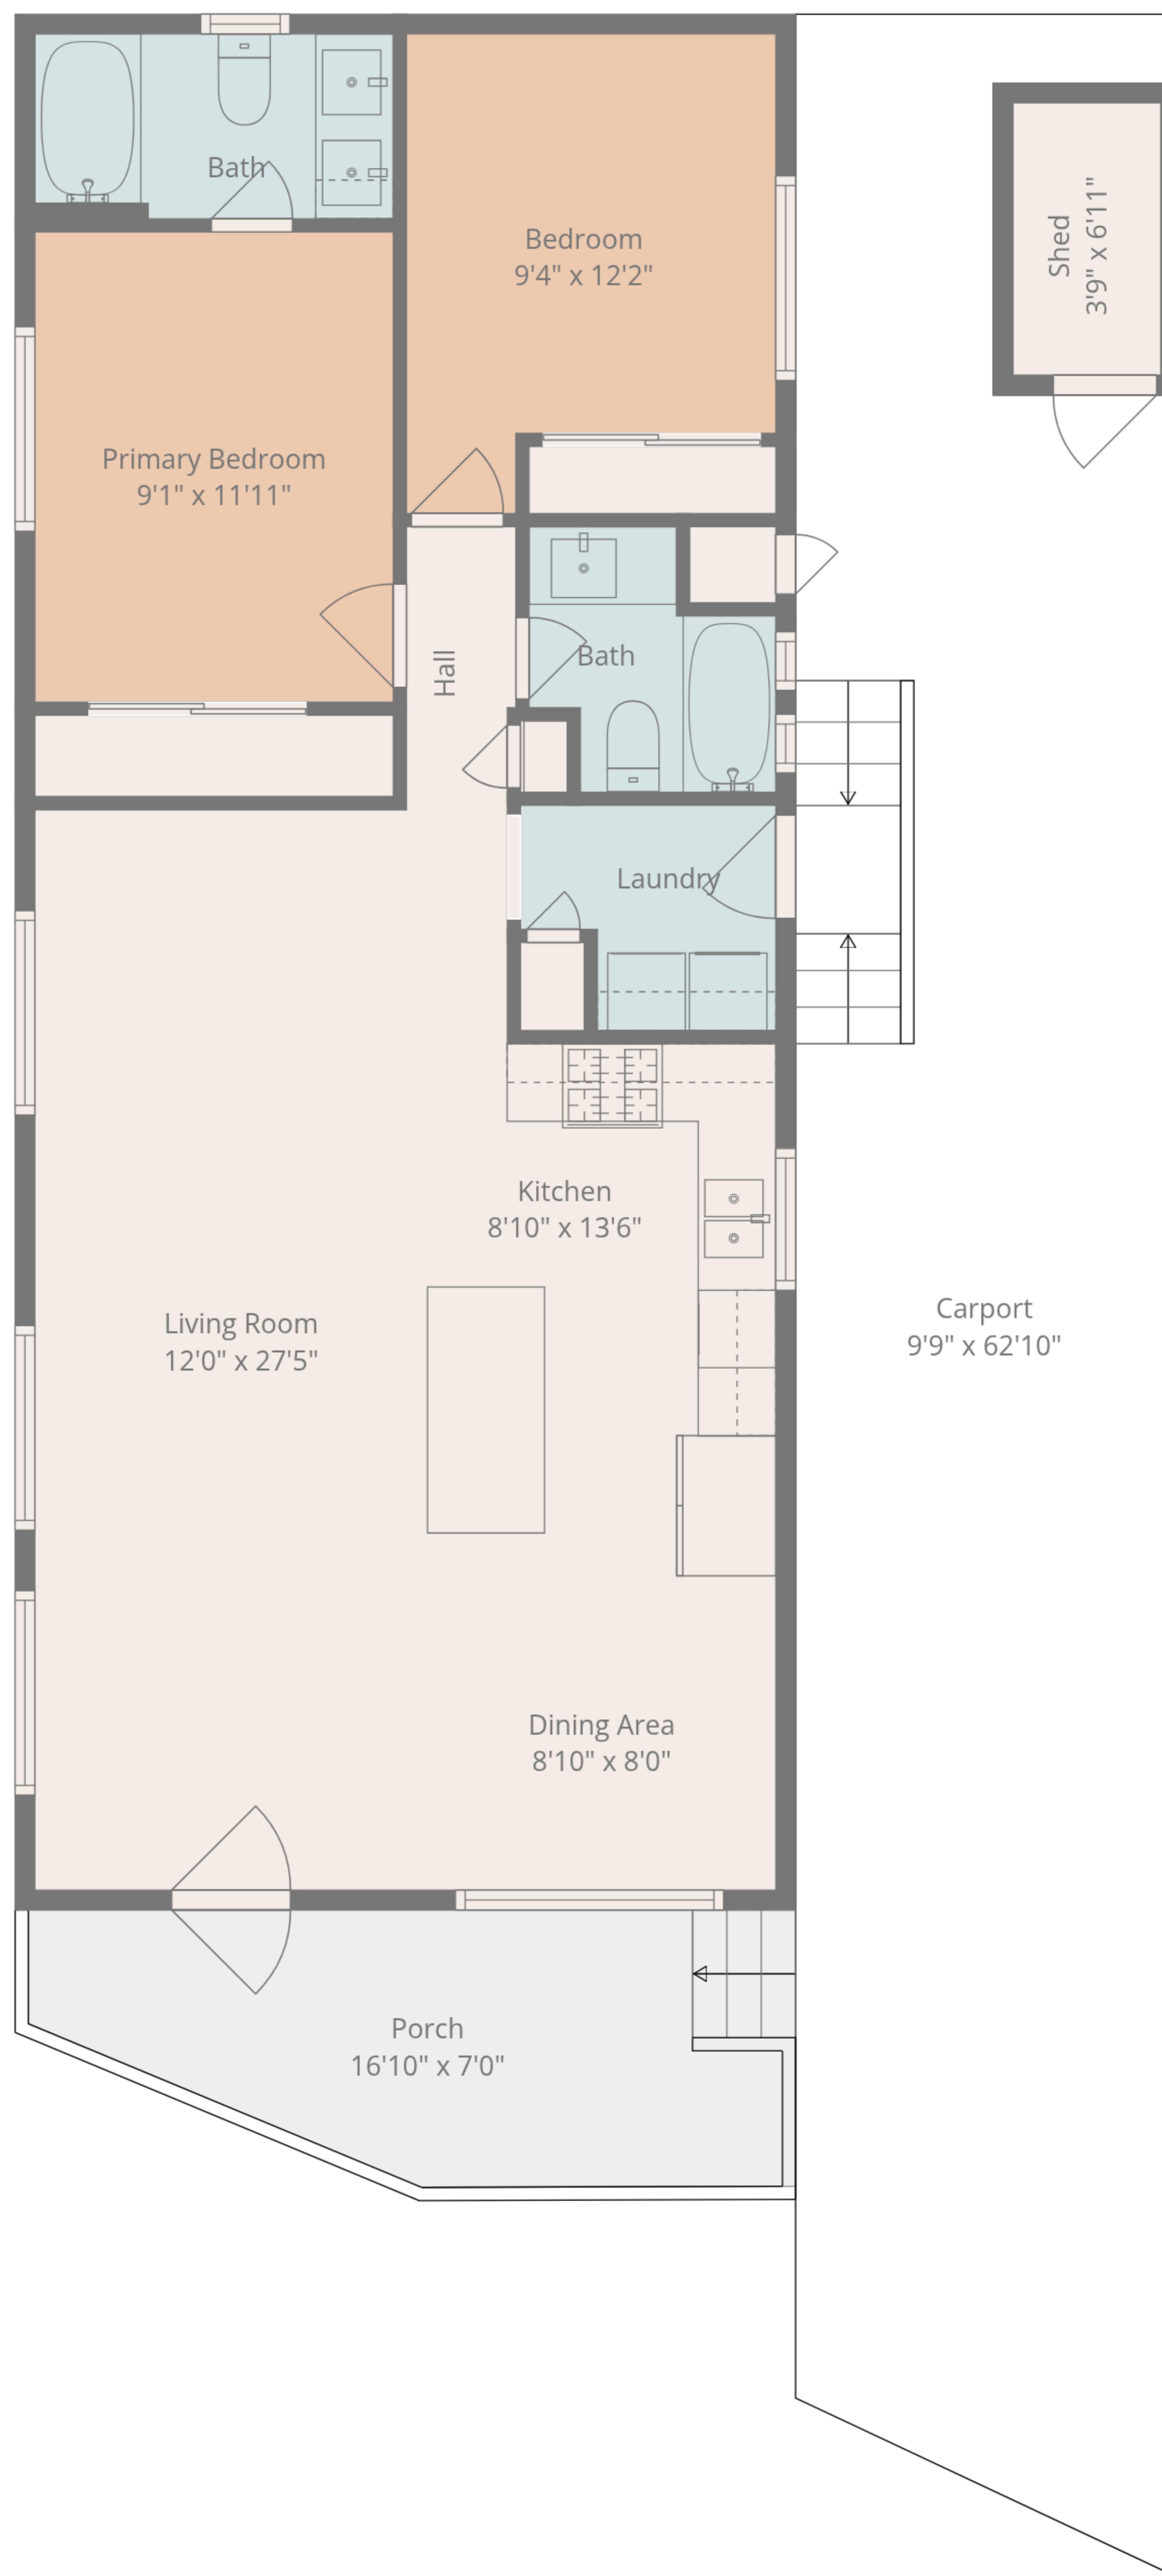 Bath
Bedroom
9'4" x 12'2"
Shed
3'9" x 6'11"
Primary Bedroom
9'1" x 11'11"
Hall
Bath
Laundry
Kitchen
8'10" x 13'6"
Living Room
12'0" x 27'5"
Carport
9'9" x 62'10"
Dining Area
8'10" x 8'0"
Porch
16'10" x 7'0"